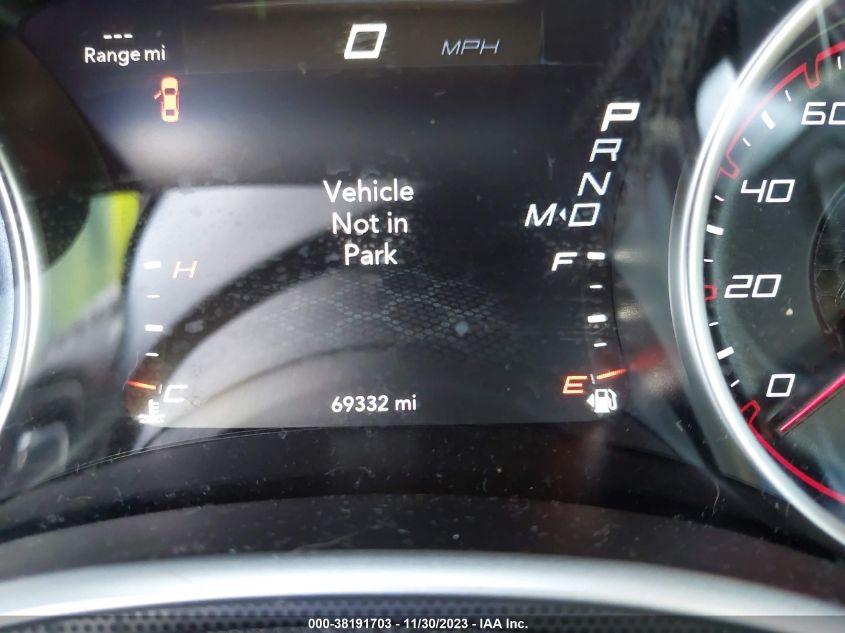 ---
Range mi
0 MPH
P
R
N
M◂D
Vehicle
Not in
Park
H
C
F
E
69332 mi
60
40
20
0
000-38191703 - 11/30/2023 - IAA Inc.